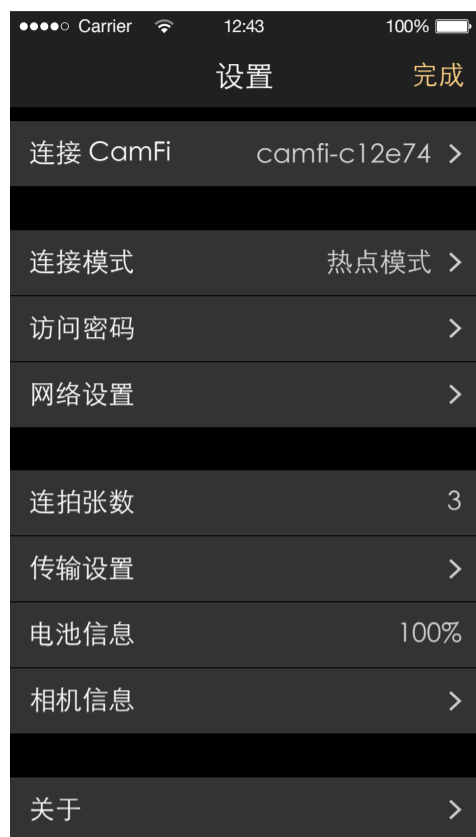 Carrier 12:43 100%
设置 完成
连接 CamFi camfi-c12e74
连接模式 热点模式
访问密码
网络设置
连拍张数 3
传输设置
电池信息 100%
相机信息
关于